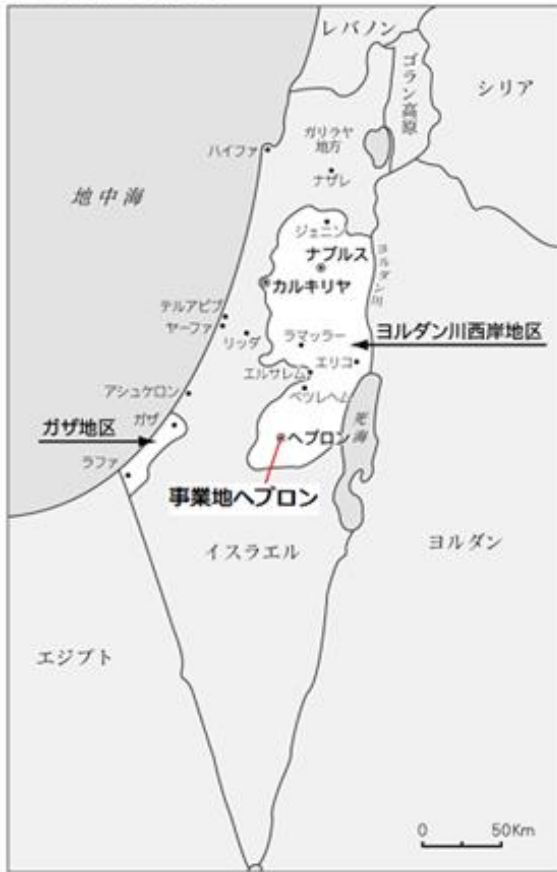 レバノン
ゴラン高原
シリア
ガリラヤ
地方
ハイファ
ナザレ
地中海
ジェニン
ナブルス
ヨルダン川
カルキリヤ
テルアビブ
ヤーファ
リッダ
ラマッラー
ヨルダン川西岸地区
エリコ
エルサレム
アシュケロン
ベツレヘム
ガザ
ガザ地区
死海
ヘブロン
ラファ
事業地ヘブロン
イスラエル
ヨルダン
エジプト
0 50Km